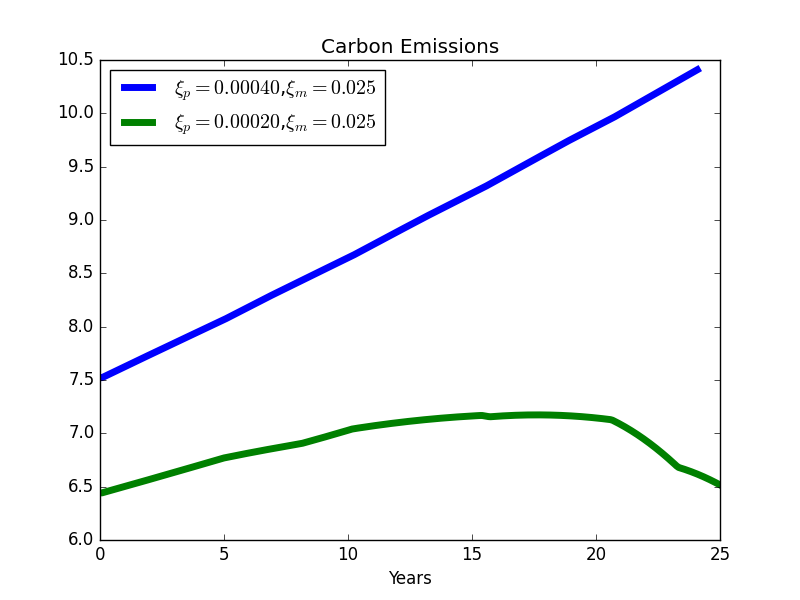 Carbon Emissions
10.5
10.0
9.5
9.0
8.5
8.0
7.5
7.0
6.5
6.0
ξp = 0.00040,ξm = 0.025
ξp = 0.00020,ξm = 0.025
0 5 10 15 20 25
Years